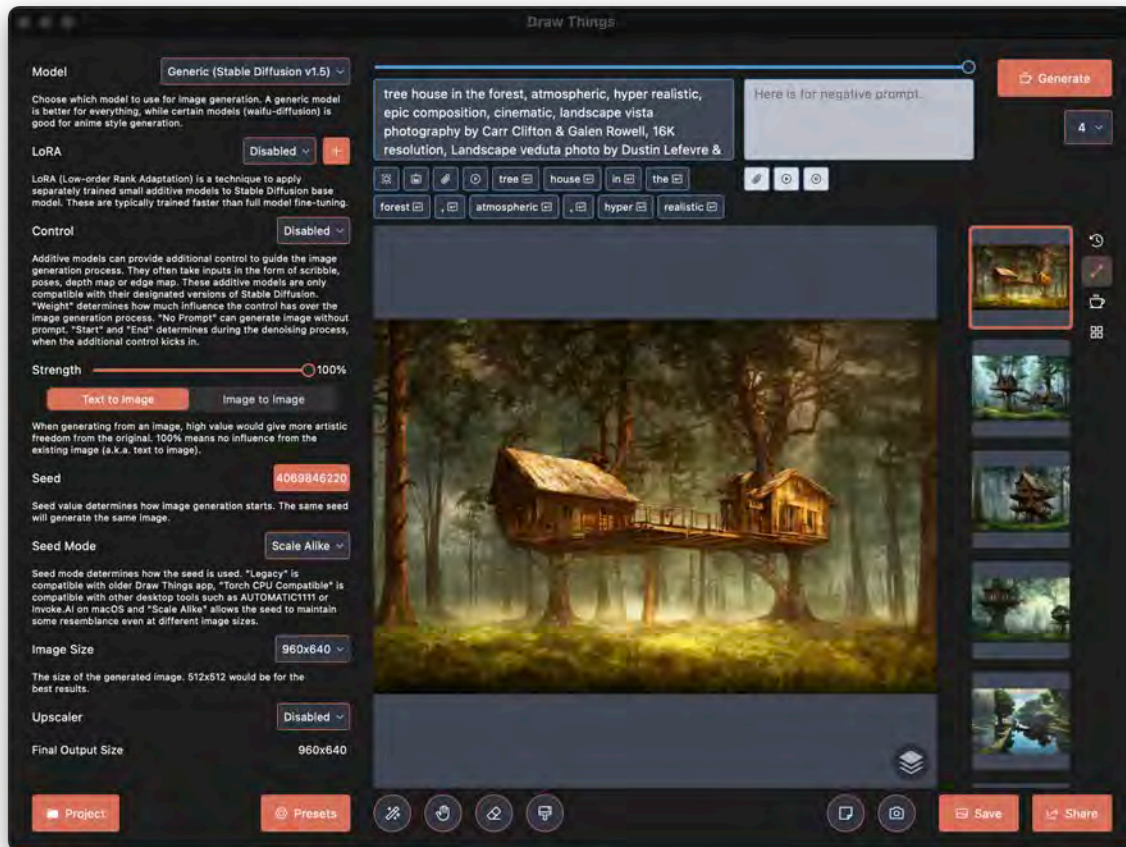 Draw Things
Model
Generic (Stable Diffusion v1.5)
Choose which model to use for image generation. A generic model
is better for everything, while certain models (waifu-diffusion) is
good for anime style generation.
LoRA
Disabled
+
LoRA (Low-order Rank Adaptation) is a technique to apply
separately trained small additive models to Stable Diffusion base
model. These are typically trained faster than full model fine-tuning.
Control
Disabled
Additive models can provide additional control to guide the image
generation process. They often take inputs in the form of scribble,
poses, depth map or edge map. These additive models are only
compatible with their designated versions of Stable Diffusion.
"Weight" determines how much influence the control has over the
image generation process. "No Prompt" can generate image without
prompt. "Start" and "End" determines during the denoising process,
when the additional control kicks in.
Strength
100%
Text to Image
Image to Image
When generating from an image, high value would give more artistic
freedom from the original. 100% means no influence from the
existing image (a.k.a. text to image).
Seed
4069846220
Seed value determines how image generation starts. The same seed
will generate the same image.
Seed Mode
Scale Alike
Seed mode determines how the seed is used. "Legacy" is
compatible with older Draw Things app, "Torch CPU Compatible" is
compatible with other desktop tools such as AUTOMATIC1111 or
Invoke.AI on macOS and "Scale Alike" allows the seed to maintain
some resemblance even at different image sizes.
Image Size
960x640
The size of the generated image. 512x512 would be for the
best results.
Upscaler
Disabled
Final Output Size
960x640
Project
Presets
tree house in the forest, atmospheric, hyper realistic,
epic composition, cinematic, landscape vista
photography by Carr Clifton & Galen Rowell, 16K
resolution, Landscape veduta photo by Dustin Lefevre &
Here is for negative prompt.
tree house in the
forest , atmospheric , hyper realistic
Generate
4
Save
Share